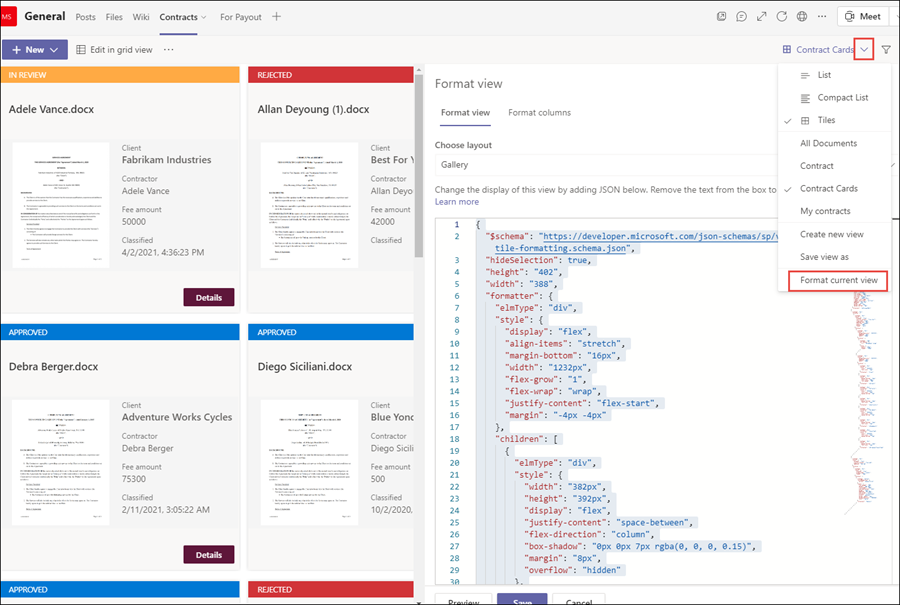 MS General Posts Files Wiki Contracts For Payout Meet
New Edit in grid view Contract Cards
IN REVIEW
Adele Vance.docx
Client
Fabrikam Industries
Contractor
Adele Vance
Fee amount
50000
Classified
4/2/2021, 4:36:23 PM
Details
REJECTED
Allan Deyoung (1).docx
Client
Best For Y
Contractor
Allan Deyo
Fee amount
42000
Classified
APPROVED
Debra Berger.docx
Client
Adventure Works Cycles
Contractor
Debra Berger
Fee amount
75300
Classified
2/11/2021, 3:05:22 AM
Details
APPROVED
Diego Siciliani.docx
Client
Blue Yond
Contractor
Diego Sicili
Fee amount
500
Classified
10/2/2020,
APPROVED
REJECTED
Format view
Format view Format columns
Choose layout
Gallery
Change the display of this view by adding JSON below. Remove the text from the box to
Learn more
1 {
2 "$schema": "https://developer.microsoft.com/json-schemas/sp/v
tile-formatting.schema.json",
3 "hideSelection": true,
4 "height": "402",
5 "width": "388",
6 "formatter": {
7 "elmType": "div",
8 "style": {
9 "display": "flex",
10 "align-items": "stretch",
11 "margin-bottom": "16px",
12 "width": "1232px",
13 "flex-grow": "1",
14 "flex-wrap": "wrap",
15 "justify-content": "flex-start",
16 "margin": "-4px -4px"
17 },
18 "children": [
19 {
20 "elmType": "div",
21 "style": {
22 "width": "382px",
23 "height": "392px",
24 "display": "flex",
25 "justify-content": "space-between",
26 "flex-direction": "column",
27 "box-shadow": "0px 0px 7px rgba(0, 0, 0, 0.15)",
28 "margin": "8px",
29 "overflow": "hidden"
30 },
Preview Save Cancel
List
Compact List
Tiles
All Documents
Contract
Contract Cards
My contracts
Create new view
Save view as
Format current view